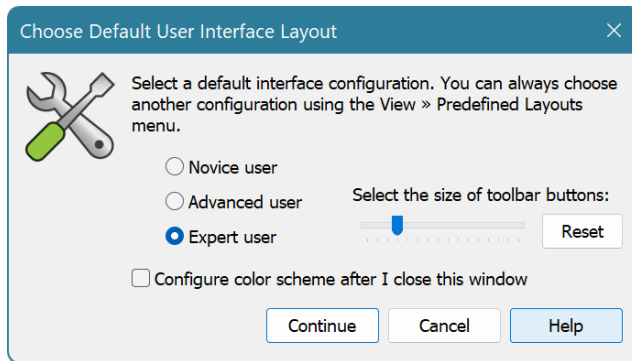 Choose Default User Interface Layout
Select a default interface configuration. You can always choose
another configuration using the View » Predefined Layouts
menu.
Novice user
Advanced user
Expert user
Select the size of toolbar buttons:
Reset
Configure color scheme after I close this window
Continue
Cancel
Help